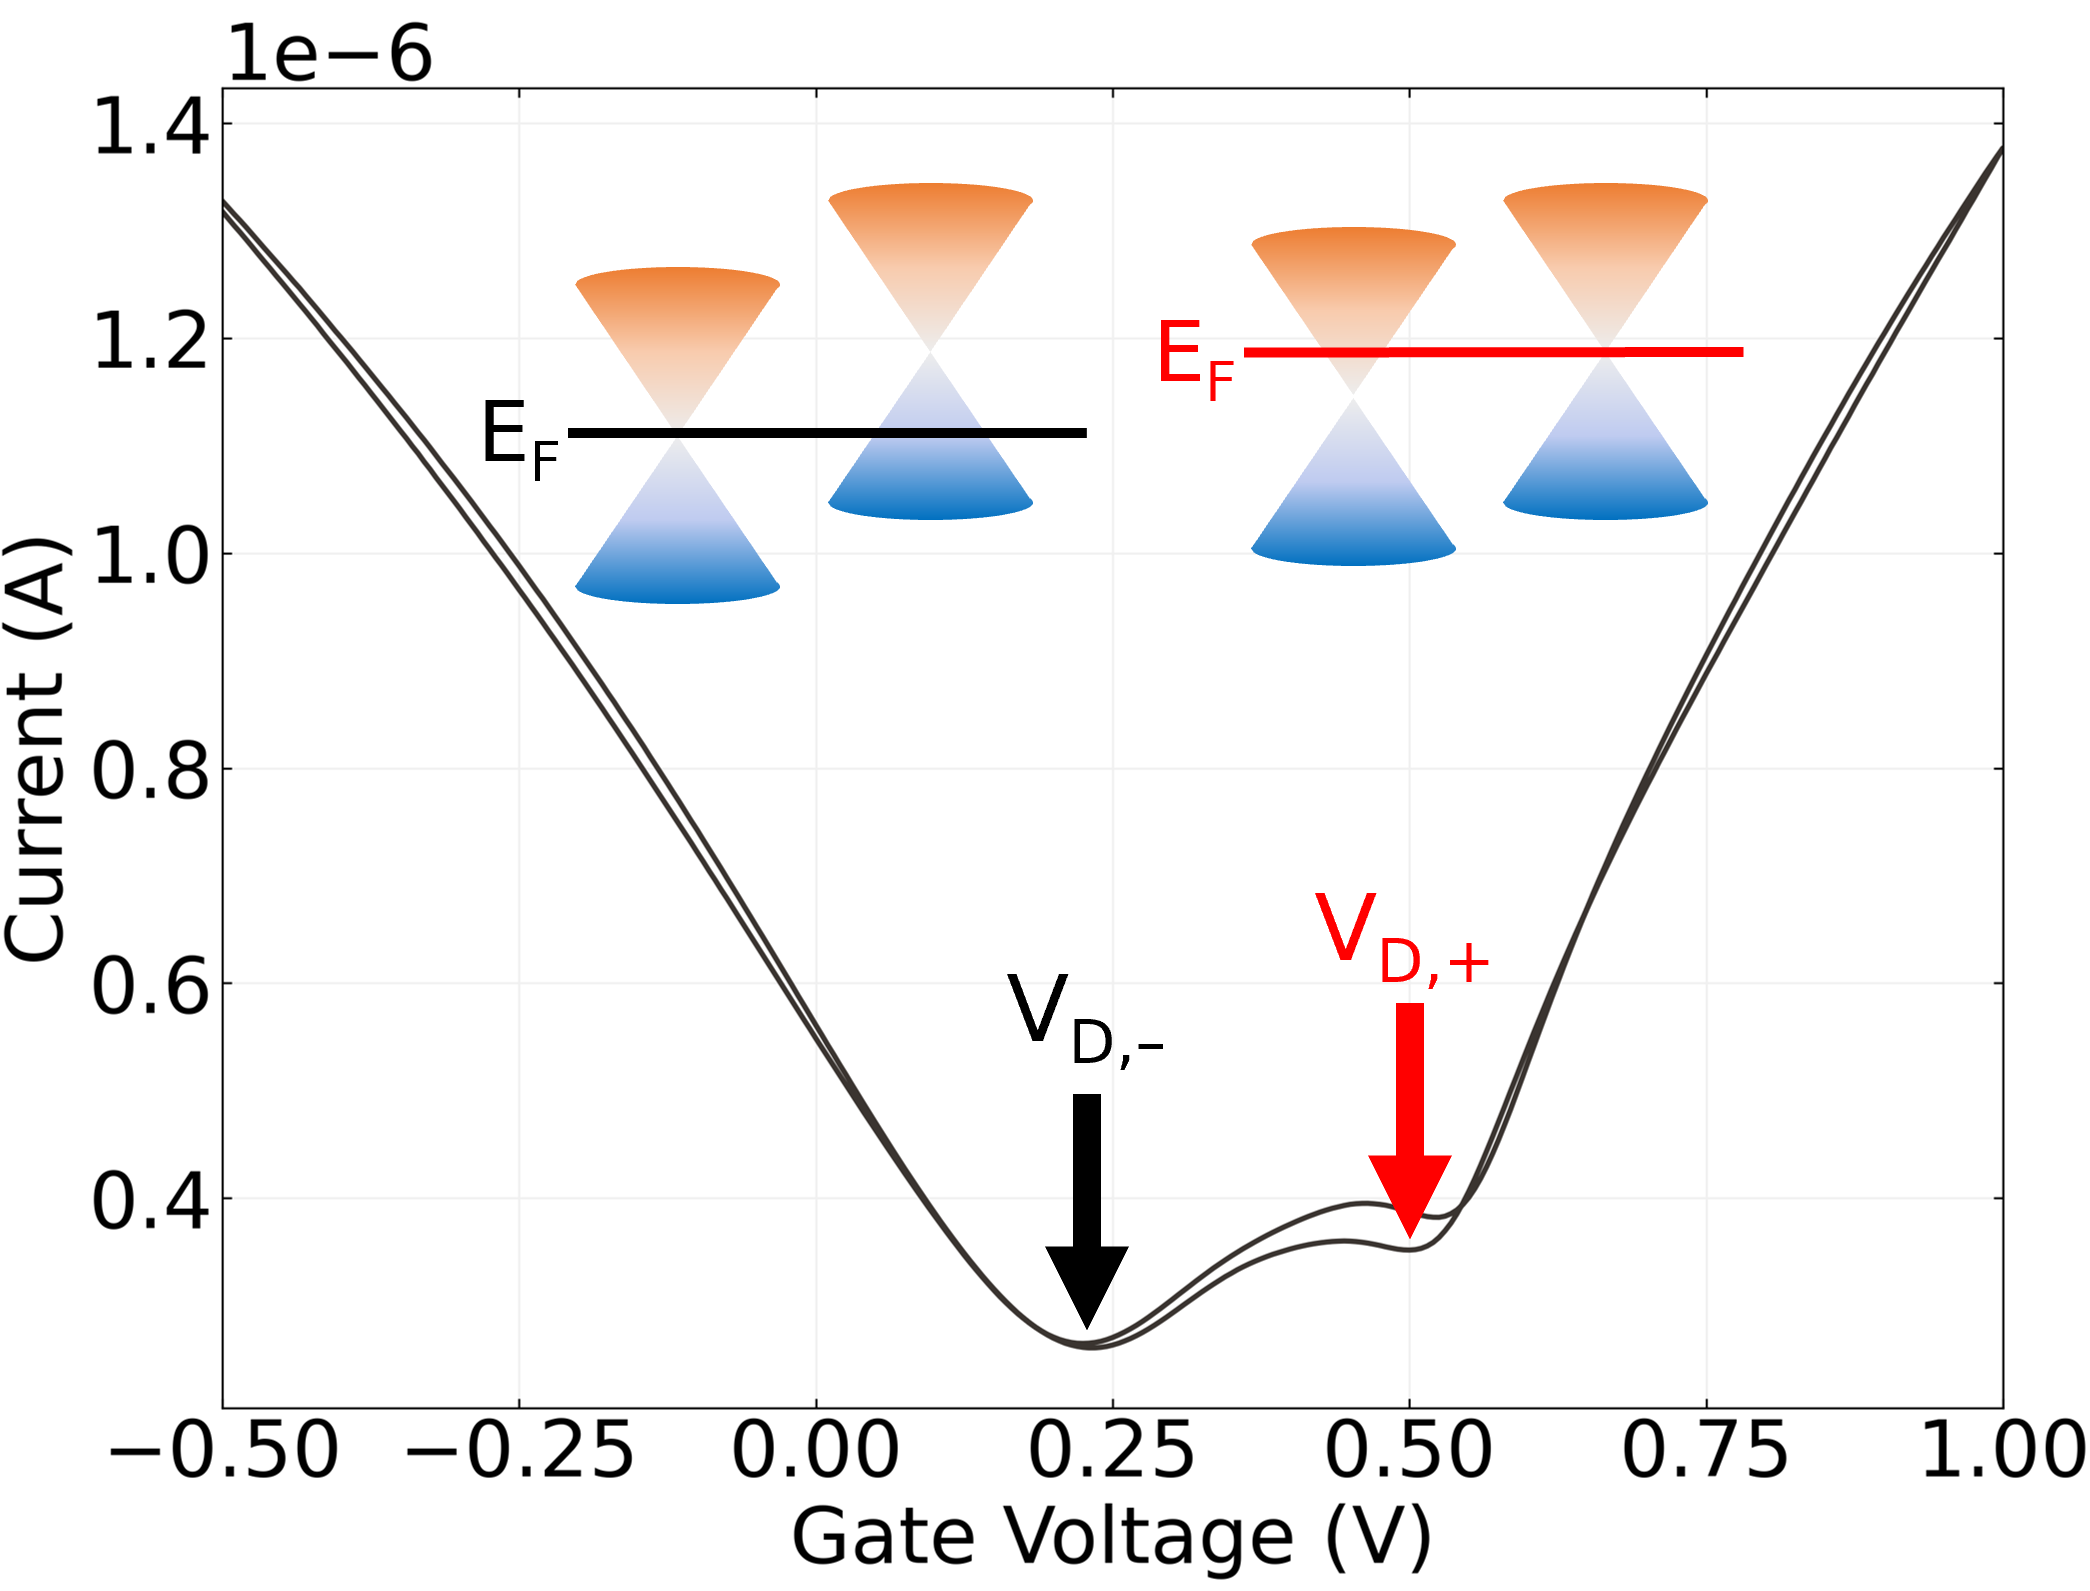 1e−6
1.4
1.2
1.0
0.8
0.6
0.4
Current (A)
E_F
E_F
V_D,–
V_D,+
−0.50 −0.25 0.00 0.25 0.50 0.75 1.00
Gate Voltage (V)